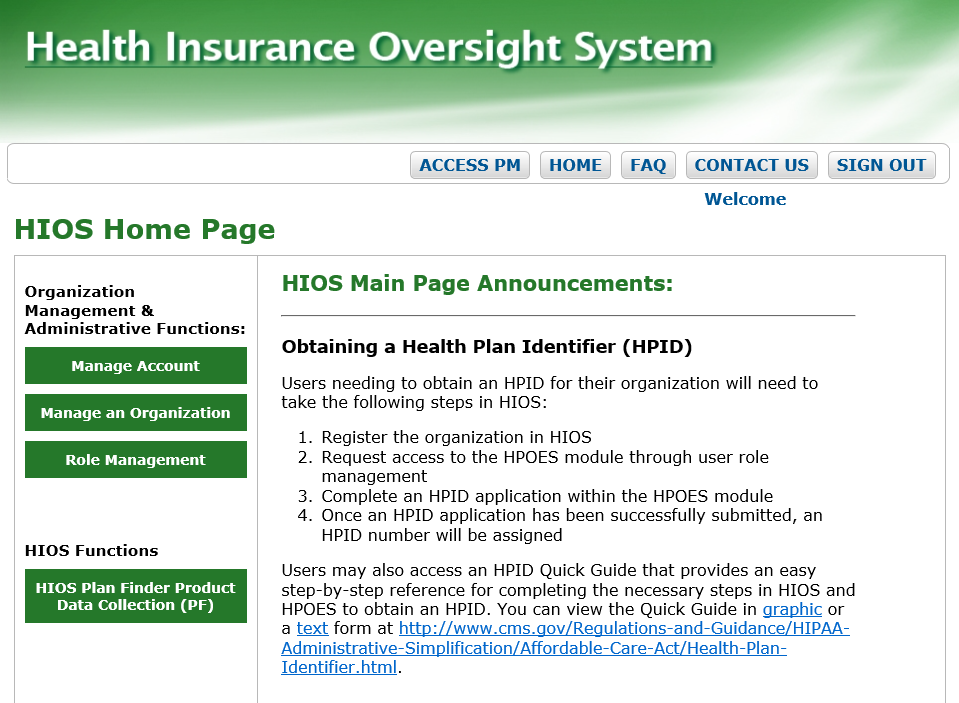 Health Insurance Oversight System
ACCESS PM HOME FAQ CONTACT US SIGN OUT
Welcome
HIOS Home Page
Organization
Management &
Administrative Functions:
Manage Account
Manage an Organization
Role Management
HIOS Functions
HIOS Plan Finder Product
Data Collection (PF)
HIOS Main Page Announcements:
Obtaining a Health Plan Identifier (HPID)
Users needing to obtain an HPID for their organization will need to
take the following steps in HIOS:
1. Register the organization in HIOS
2. Request access to the HPOES module through user role
management
3. Complete an HPID application within the HPOES module
4. Once an HPID application has been successfully submitted, an
HPID number will be assigned
Users may also access an HPID Quick Guide that provides an easy
step-by-step reference for completing the necessary steps in HIOS and
HPOES to obtain an HPID. You can view the Quick Guide in graphic or
a text form at http://www.cms.gov/Regulations-and-Guidance/HIPAA-
Administrative-Simplification/Affordable-Care-Act/Health-Plan-
Identifier.html.